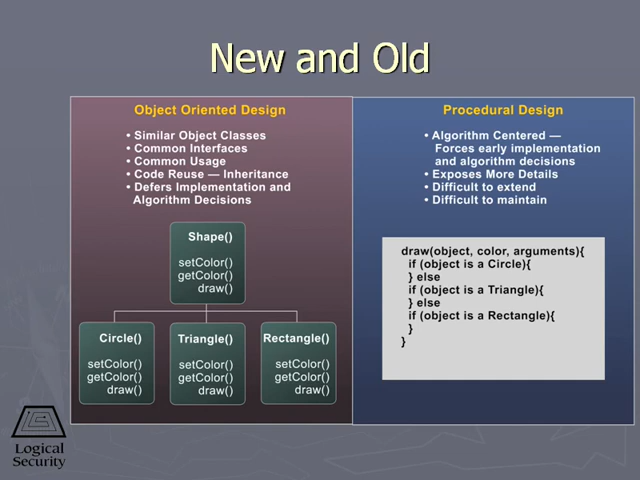 New and Old
Object Oriented Design
• Similar Object Classes
• Common Interfaces
• Common Usage
• Code Reuse — Inheritance
• Defers Implementation and
Algorithm Decisions
Shape()
setColor()
getColor()
draw()
Circle()
setColor()
getColor()
draw()
Triangle()
setColor()
getColor()
draw()
Rectangle()
setColor()
getColor()
draw()
Procedural Design
• Algorithm Centered —
Forces early implementation
and algorithm decisions
• Exposes More Details
• Difficult to extend
• Difficult to maintain
draw(object, color, arguments){
if (object is a Circle){
} else
if (object is a Triangle){
} else
if (object is a Rectangle){
}
}
Logical
Security